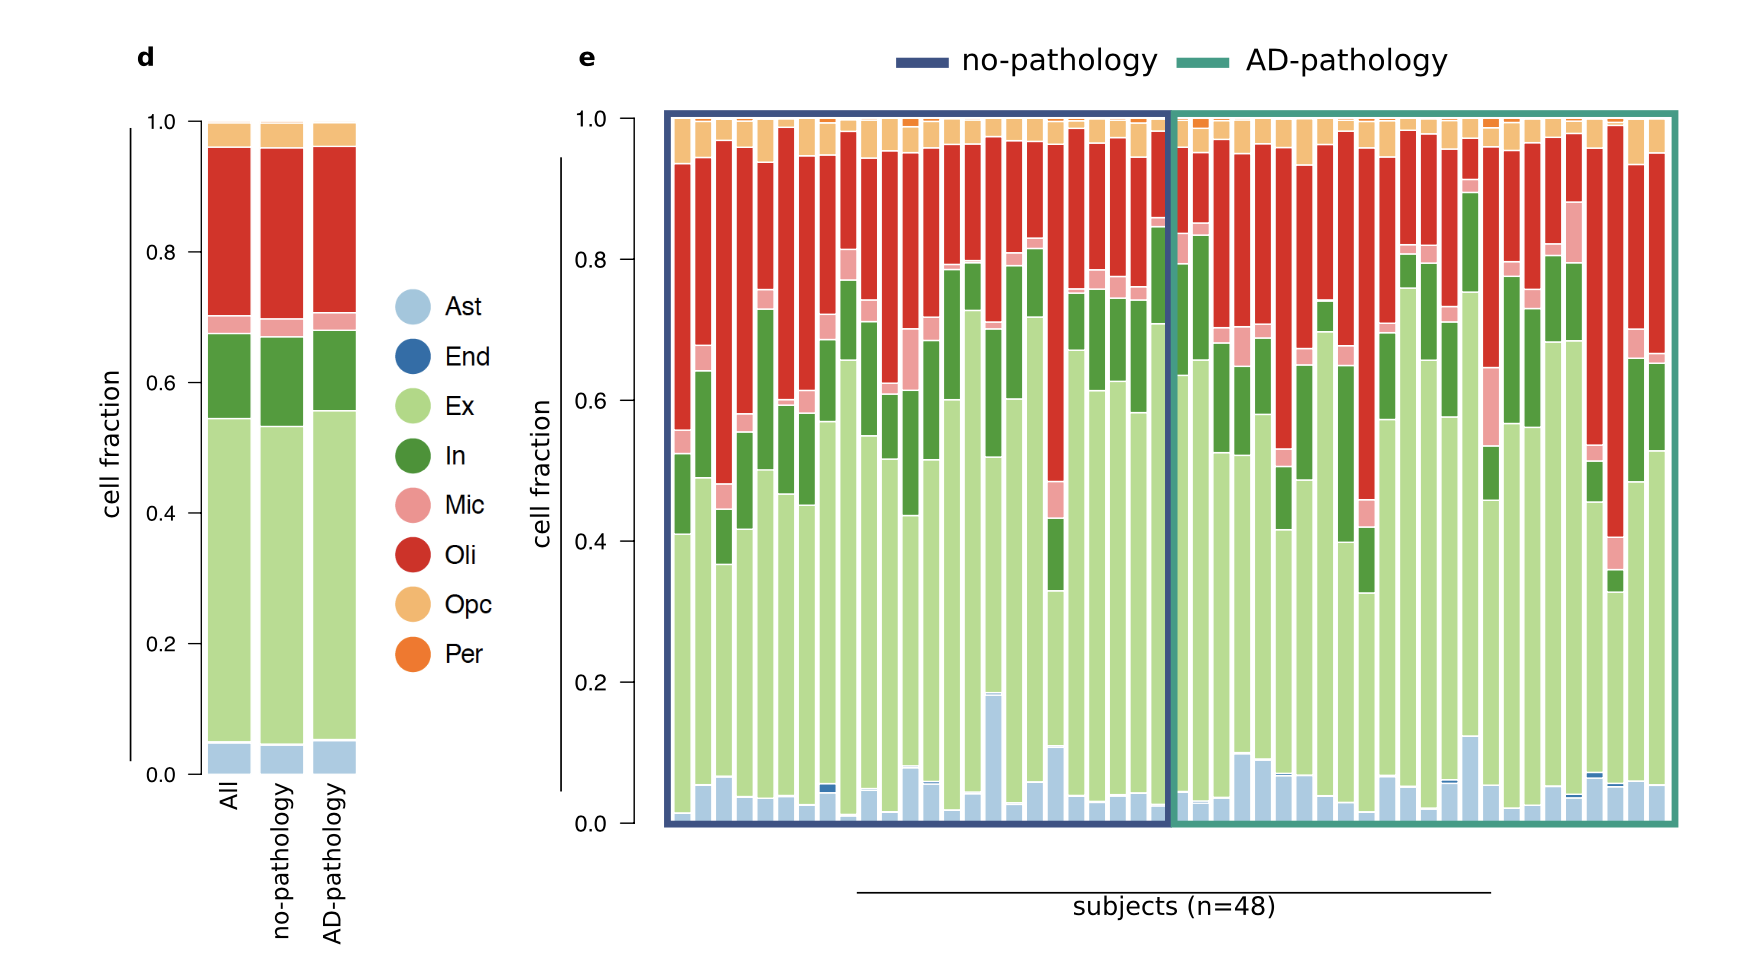 d
1.0
0.8
0.6
0.4
0.2
0.0
cell fraction
All
no-pathology
AD-pathology
Ast
End
Ex
In
Mic
Oli
Opc
Per
e
no-pathology
AD-pathology
1.0
0.8
0.6
0.4
0.2
0.0
cell fraction
subjects (n=48)